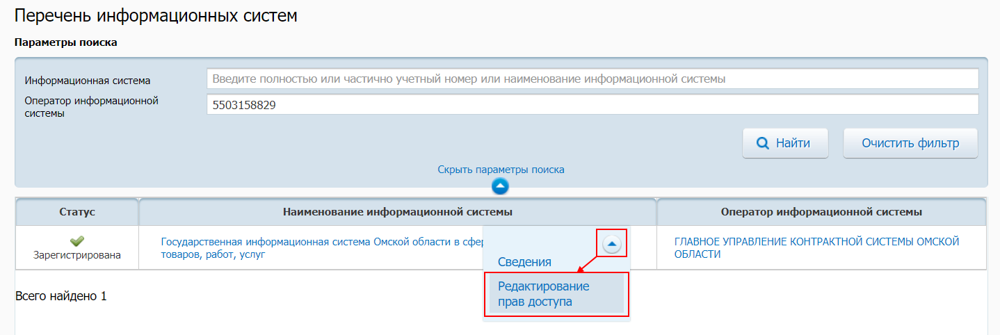 Перечень информационных систем
Параметры поиска
Информационная система
Введите полностью или частично учетный номер или наименование информационной системы
Оператор информационной
системы
5503158829
Найти
Очистить фильтр
Скрыть параметры поиска
Статус
Наименование информационной системы
Оператор информационной системы
Зарегистрирована
Государственная информационная система Омской области в сфер
товаров, работ, услуг
Сведения
Редактирование
прав доступа
ГЛАВНОЕ УПРАВЛЕНИЕ КОНТРАКТНОЙ СИСТЕМЫ ОМСКОЙ
ОБЛАСТИ
Всего найдено 1